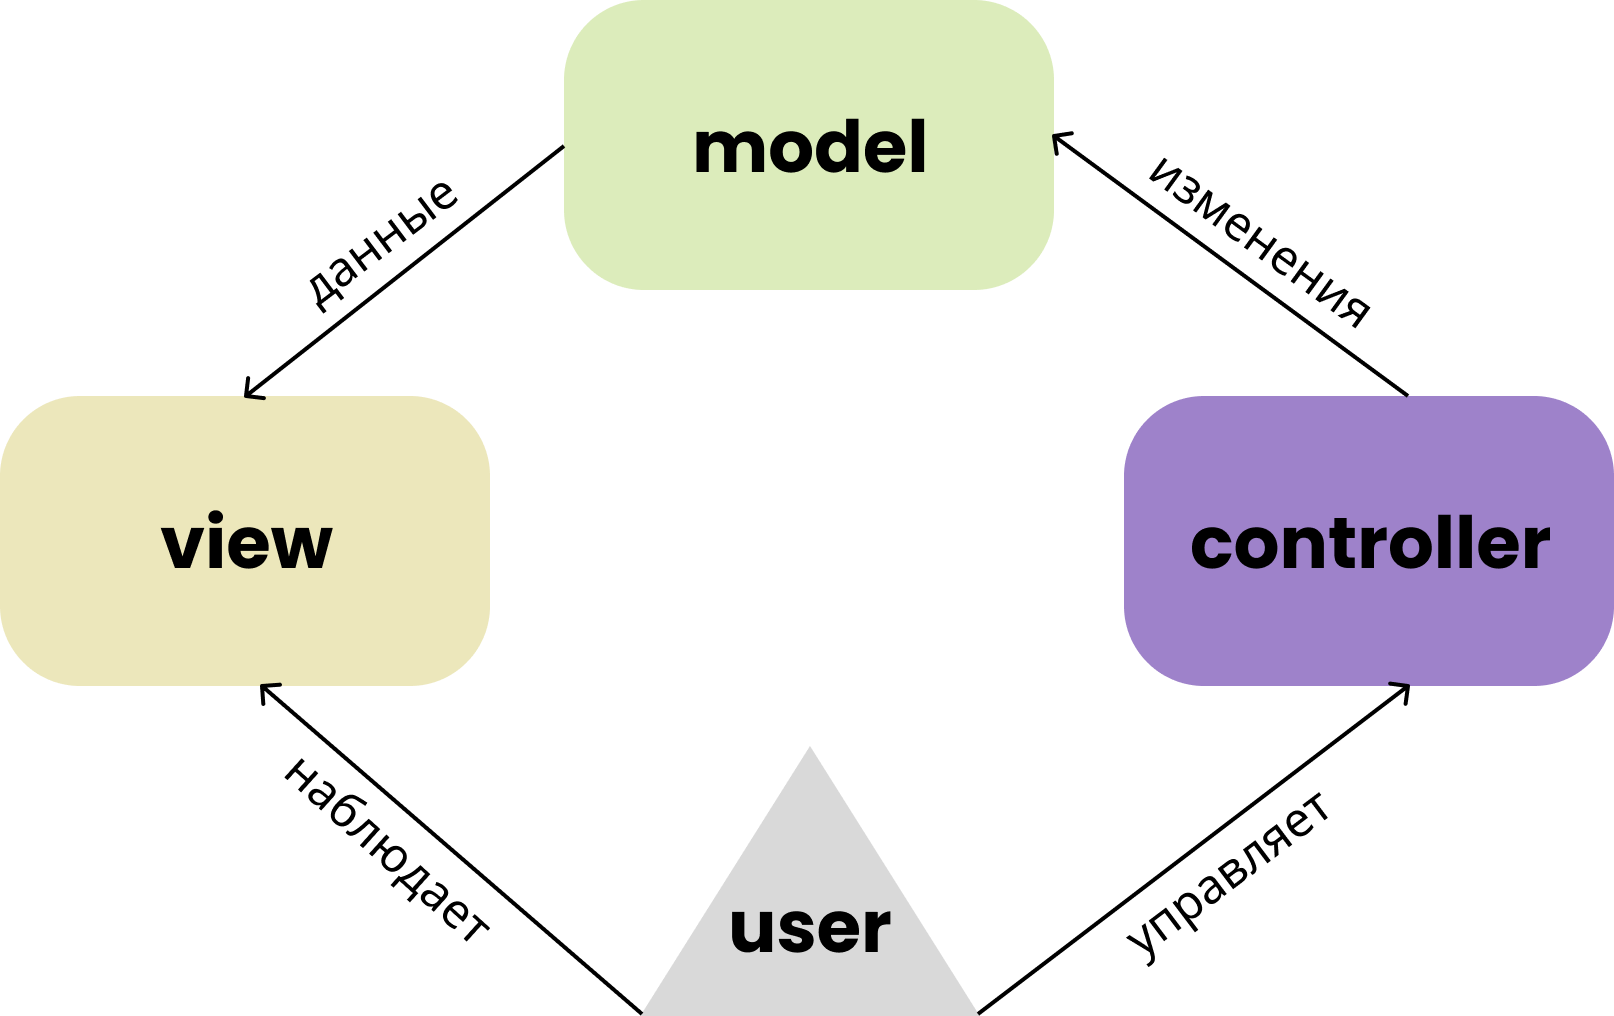 model
данные
изменения
view
controller
наблюдает
управляет
user